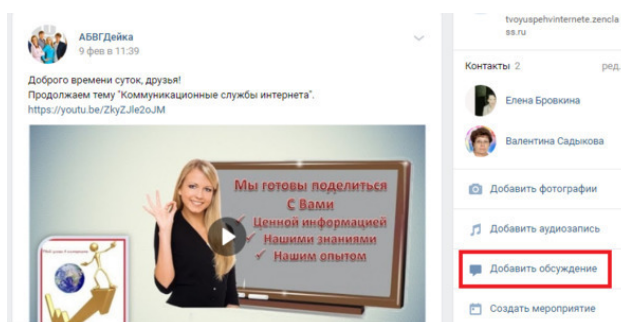 АБВГДейка
9 фев в 11:39
Доброго времени суток, друзья!
Продолжаем тему "Коммуникационные службы интернета".
https://youtu.be/ZkyZJle2oJM
Мы готовы поделиться
С Вами
✓ Ценной информацией
✓ Нашими знаниями
✓ Нашим опытом
tvoyuspehvinternete.zencla
ss.ru
Контакты 2 ред.
Елена Бровкина
Валентина Садыкова
Добавить фотографии
Добавить аудиозапись
Добавить обсуждение
Создать мероприятие